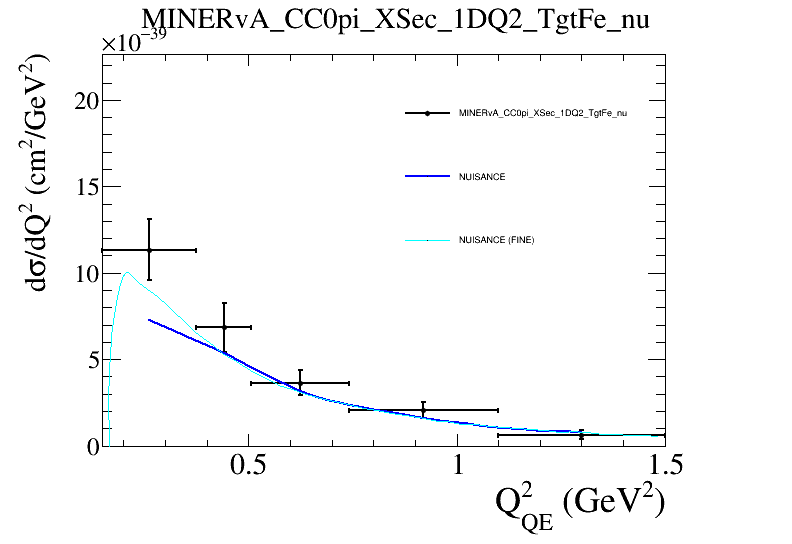 MINERvA_CC0pi_XSec_1DQ2_TgtFe_nu
×10⁻³⁹
dσ/dQ² (cm²/GeV²)
20
15
10
5
0
MINERvA_CC0pi_XSec_1DQ2_TgtFe_nu
NUISANCE
NUISANCE (FINE)
0.5 1 1.5
Q²_QE (GeV²)